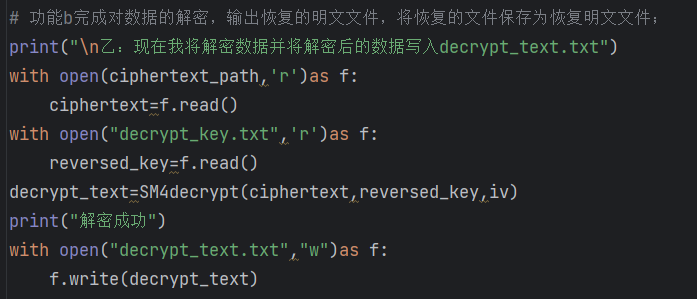 # 功能b完成对数据的解密，输出恢复的明文文件，将恢复的文件保存为恢复明文文件；
print("\n乙：现在我将解密数据并将解密后的数据写入decrypt_text.txt")
with open(ciphertext_path,'r')as f:
    ciphertext=f.read()
with open("decrypt_key.txt",'r')as f:
    reversed_key=f.read()
decrypt_text=SM4decrypt(ciphertext,reversed_key,iv)
print("解密成功")
with open("decrypt_text.txt","w")as f:
    f.write(decrypt_text)